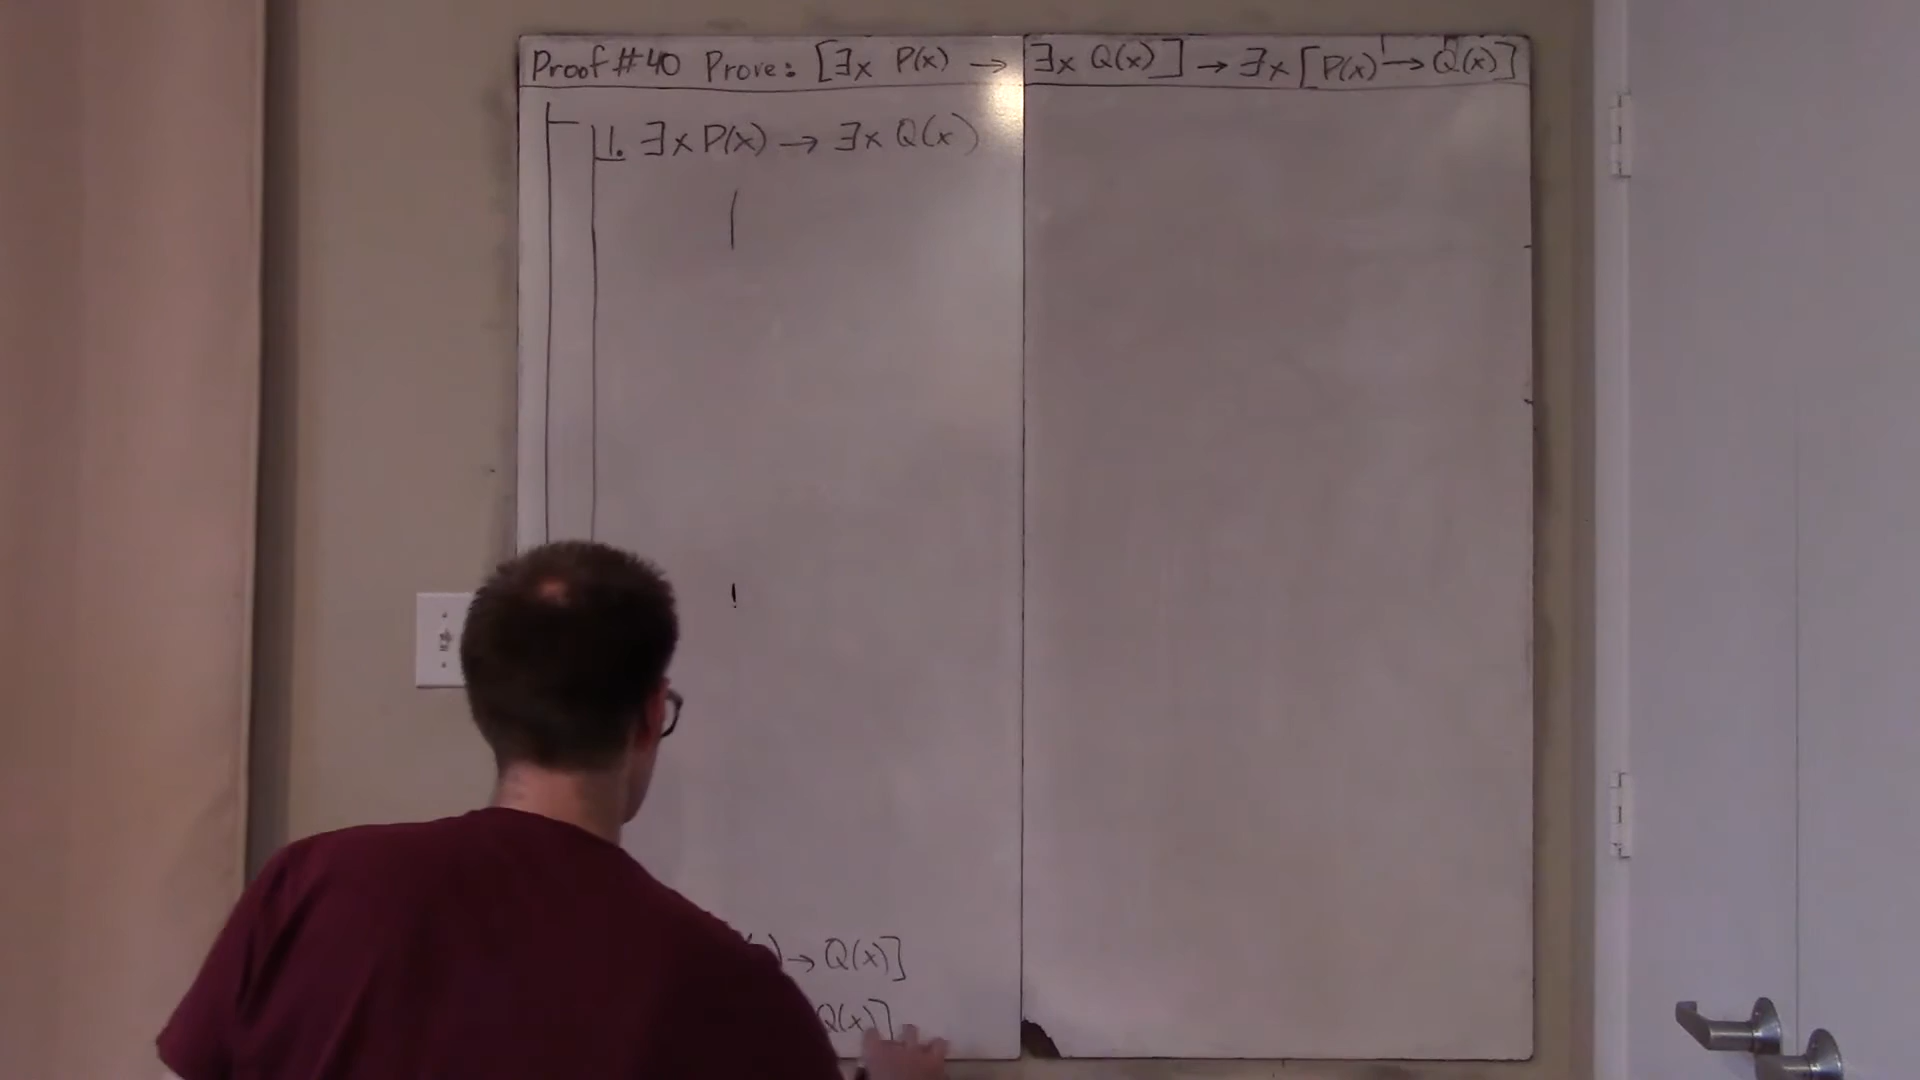 Proof #40 Prove: [∃x P(x) → ∃x Q(x)] → ∃x [P(x) → Q(x)]
1. ∃x P(x) → ∃x Q(x)
) → Q(x)]
Q(x)]